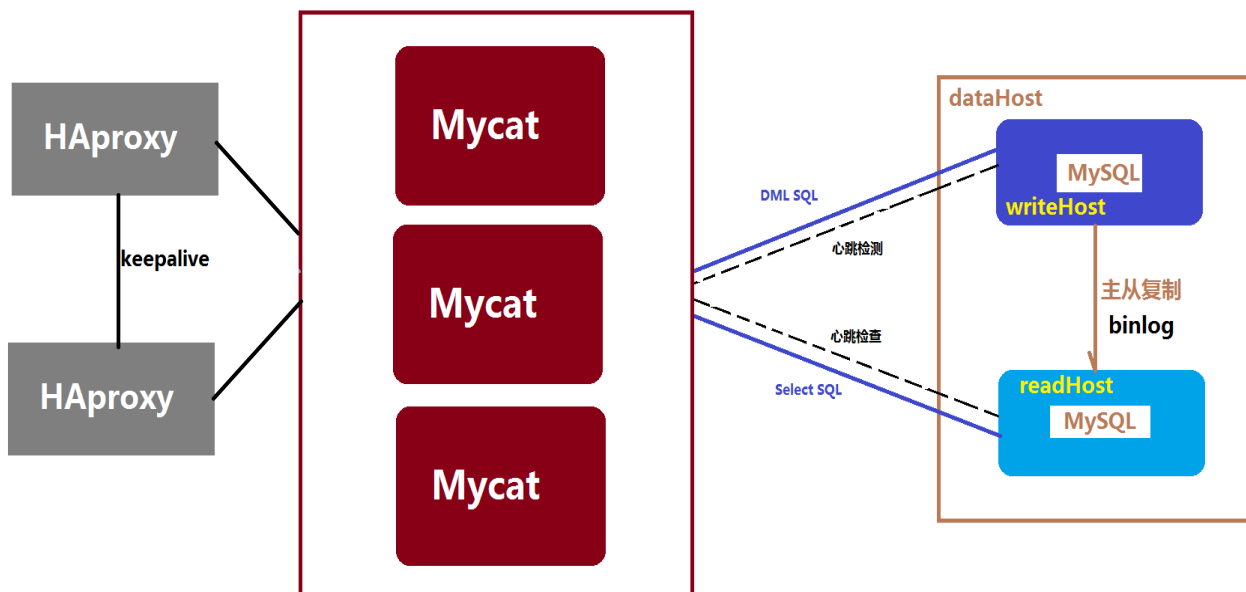 HAproxy
keepalive
HAproxy
Mycat
Mycat
Mycat
DML SQL
心跳检测
心跳检查
Select SQL
dataHost
MySQL
writeHost
主从复制
binlog
readHost
MySQL